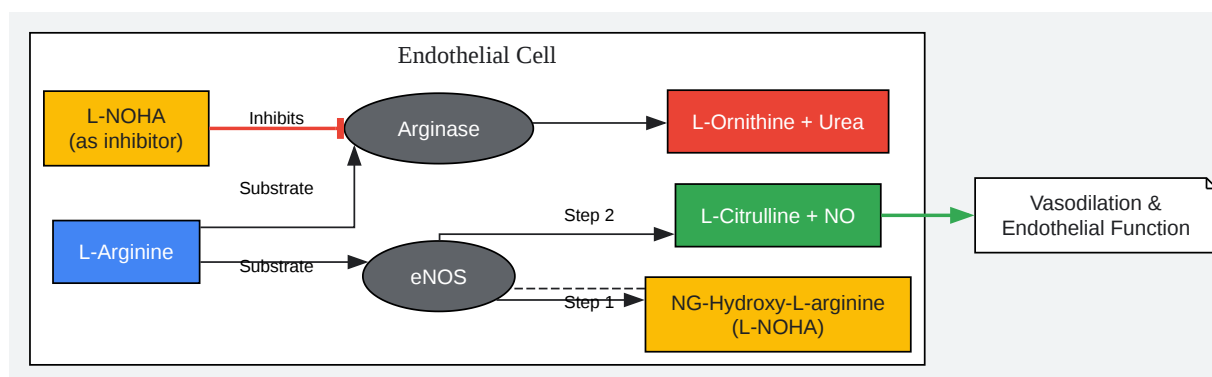 Endothelial Cell
L-NOHA
(as inhibitor)
Inhibits
Arginase
L-Ornithine + Urea
Substrate
L-Arginine
Substrate
eNOS
Step 2
L-Citrulline + NO
Vasodilation &
Endothelial Function
Step 1
NG-Hydroxy-L-arginine
(L-NOHA)